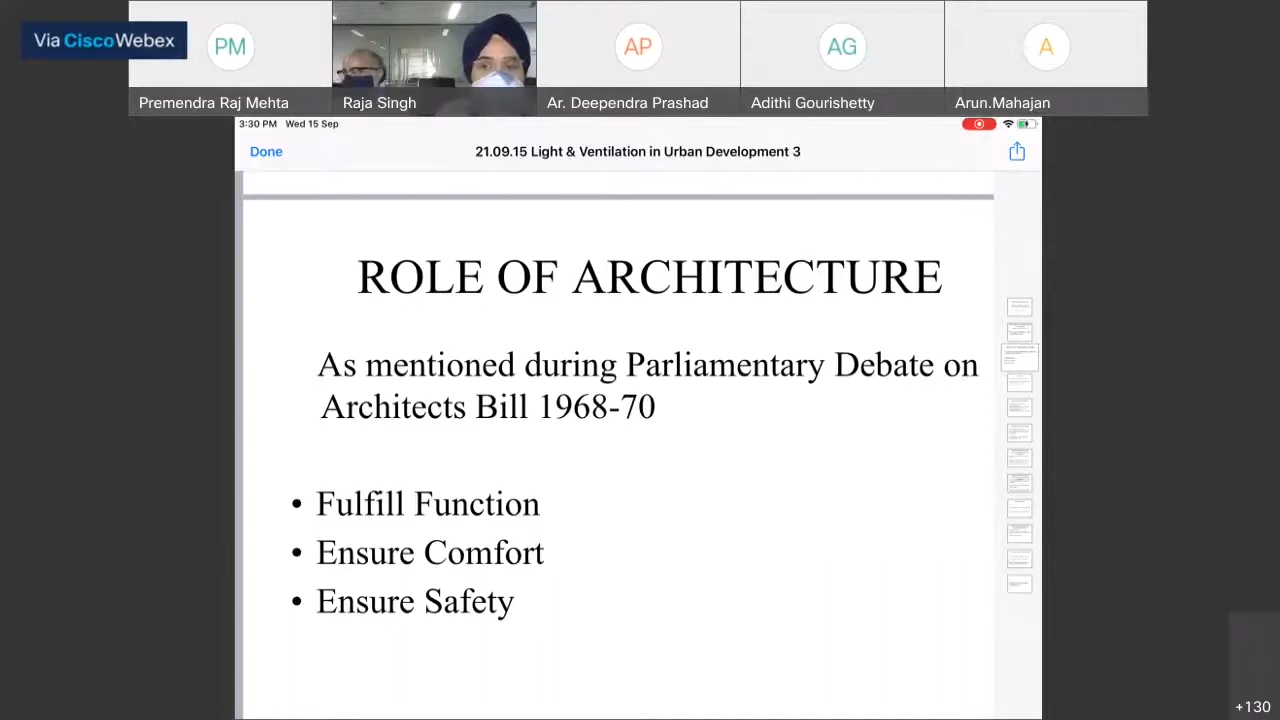 Via CiscoWebex
PM
AP
AG
A
Premendra Raj Mehta
Raja Singh
Ar. Deependra Prashad
Adithi Gourishetty
Arun.Mahajan
3:30 PM Wed 15 Sep
Done
21.09.15 Light & Ventilation in Urban Development 3
ROLE OF ARCHITECTURE
As mentioned during Parliamentary Debate on
Architects Bill 1968-70
• Fulfill Function
• Ensure Comfort
• Ensure Safety
+130